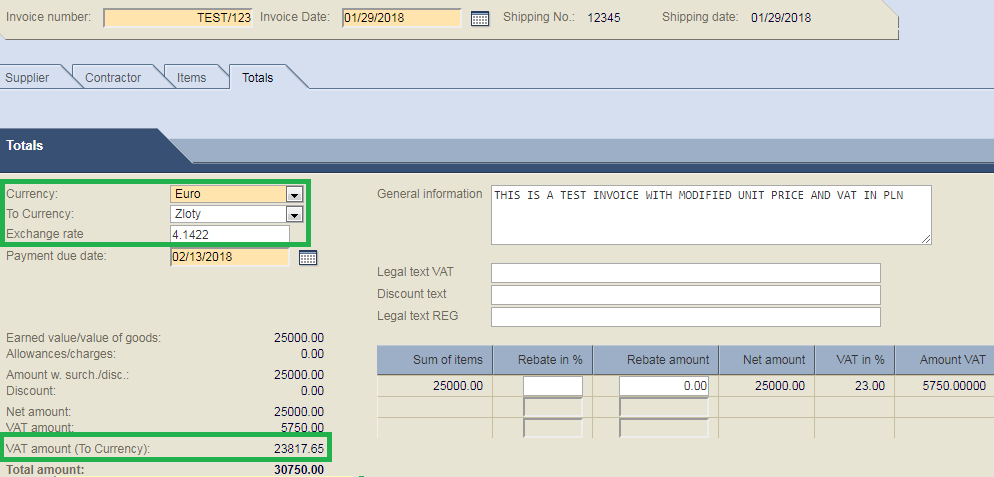 Invoice number: TEST/123 Invoice Date: 01/29/2018 Shipping No.: 12345 Shipping date: 01/29/2018
Supplier Contractor Items Totals
Totals
Currency: Euro
To Currency: Zloty
Exchange rate 4.1422
Payment due date: 02/13/2018
General information THIS IS A TEST INVOICE WITH MODIFIED UNIT PRICE AND VAT IN PLN
Legal text VAT
Discount text
Legal text REG
Earned value/value of goods: 25000.00
Allowances/charges: 0.00
Amount w. surch./disc.: 25000.00
Discount: 0.00
Net amount: 25000.00
VAT amount: 5750.00
VAT amount (To Currency): 23817.65
Total amount: 30750.00
Sum of items Rebate in % Rebate amount Net amount VAT in % Amount VAT
25000.00 0.00 25000.00 23.00 5750.00000